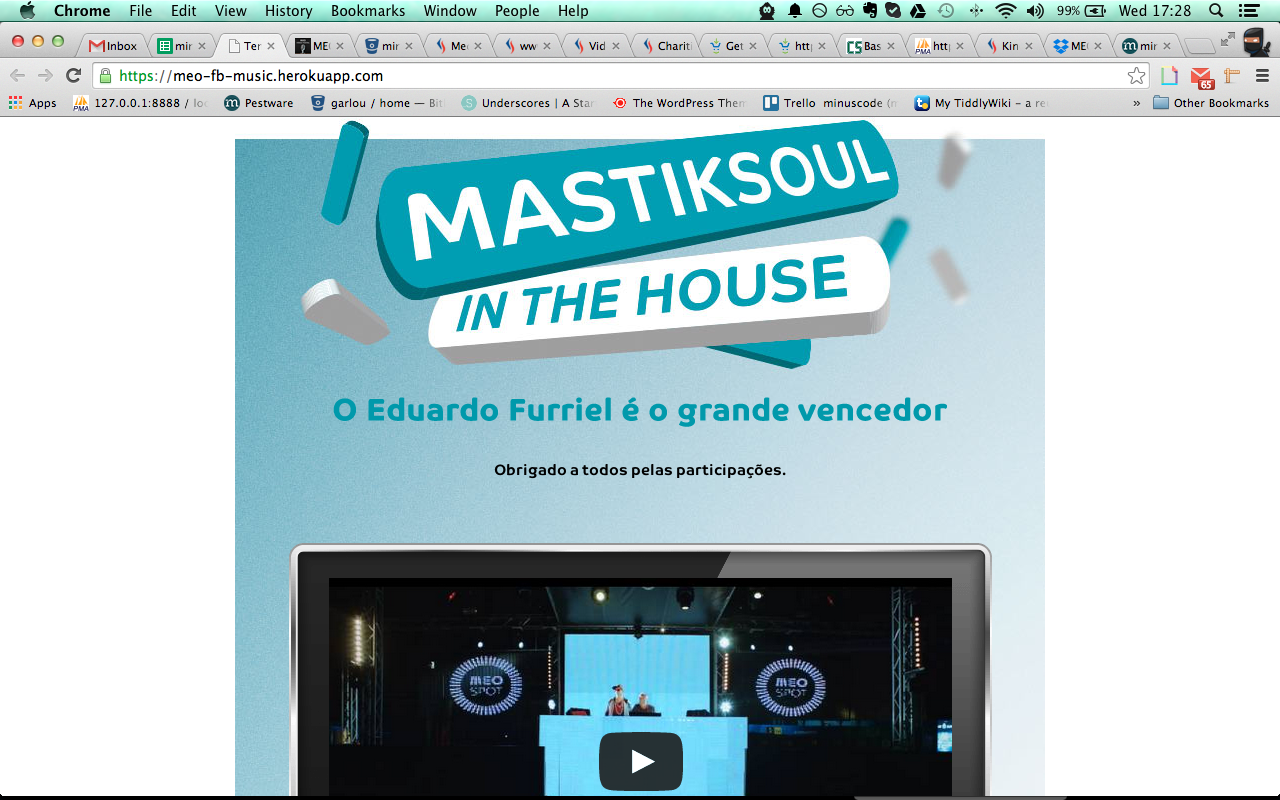 Chrome File Edit View History Bookmarks Window People Help 99% Wed 17:28
Inbox mir Ter MEO mir Me ww Vid Chariti Get http Bas http Kin MEO mir
https://meo-fb-music.herokuapp.com 65
Apps 127.0.0.1:8888 / loc Pestware garlou / home — Bit Underscores | A Star The WordPress Them Trello minuscode (m My TiddlyWiki – a re » Other Bookmarks
MASTIKSOUL
IN THE HOUSE
O Eduardo Furriel é o grande vencedor
Obrigado a todos pelas participações.
MEO SPOT MEO SPOT